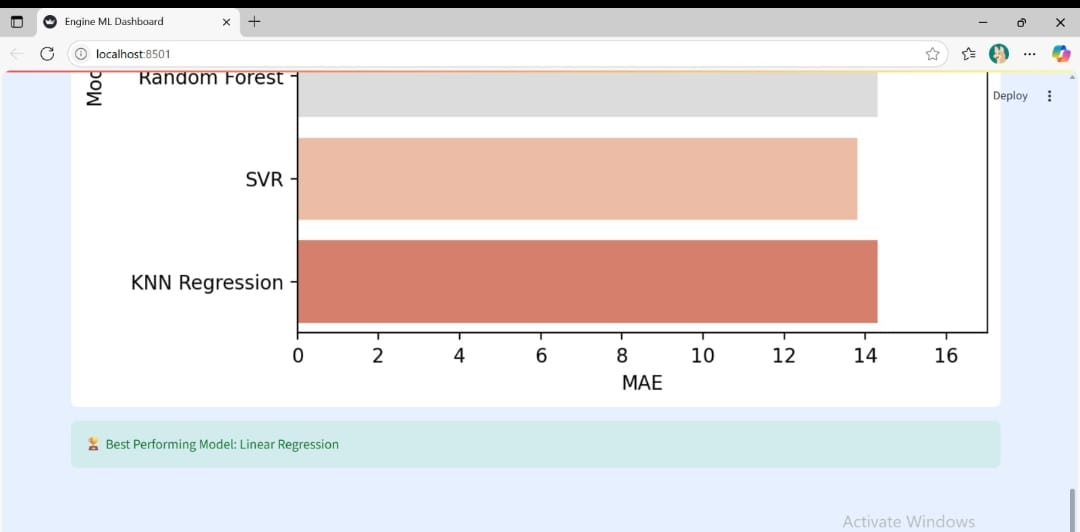 Engine ML Dashboard
localhost:8501
Deploy
Random Forest
SVR
KNN Regression
0 2 4 6 8 10 12 14 16
MAE
Best Performing Model: Linear Regression
Activate Windows